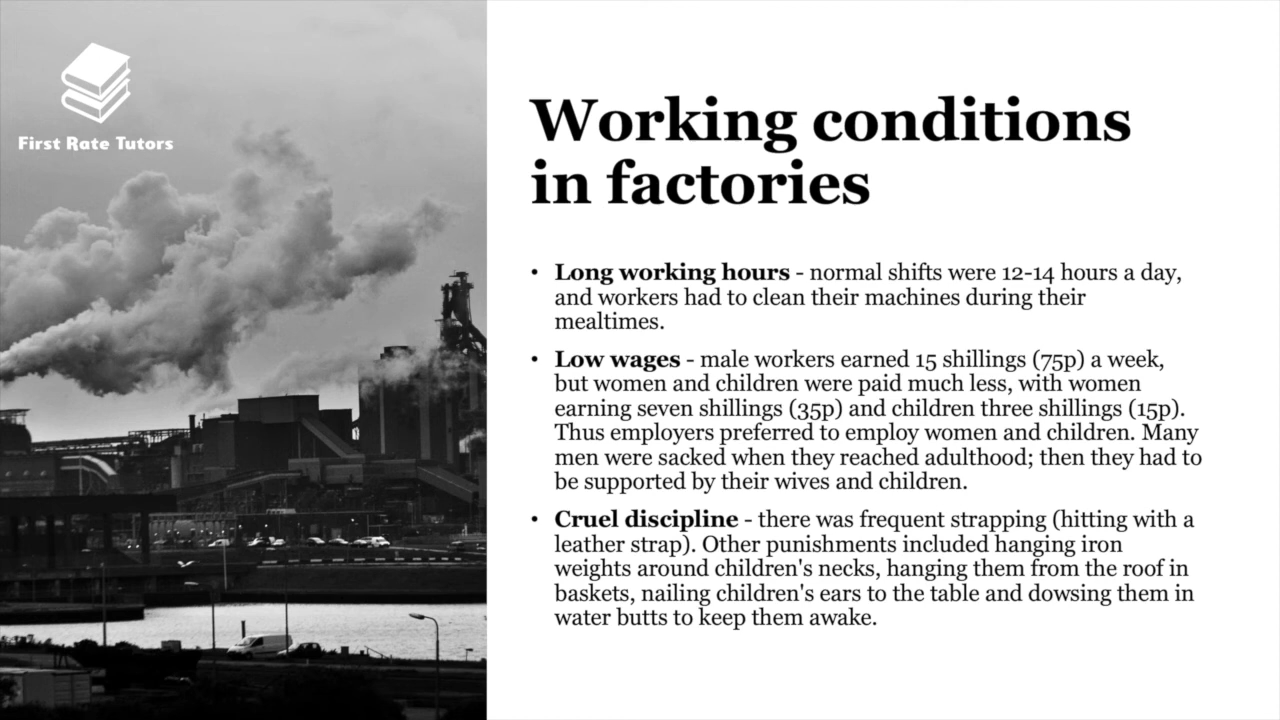 First Rate Tutors
Working conditions
in factories
• Long working hours - normal shifts were 12-14 hours a day,
and workers had to clean their machines during their
mealtimes.
• Low wages - male workers earned 15 shillings (75p) a week,
but women and children were paid much less, with women
earning seven shillings (35p) and children three shillings (15p).
Thus employers preferred to employ women and children. Many
men were sacked when they reached adulthood; then they had to
be supported by their wives and children.
• Cruel discipline - there was frequent strapping (hitting with a
leather strap). Other punishments included hanging iron
weights around children's necks, hanging them from the roof in
baskets, nailing children's ears to the table and dowsing them in
water butts to keep them awake.